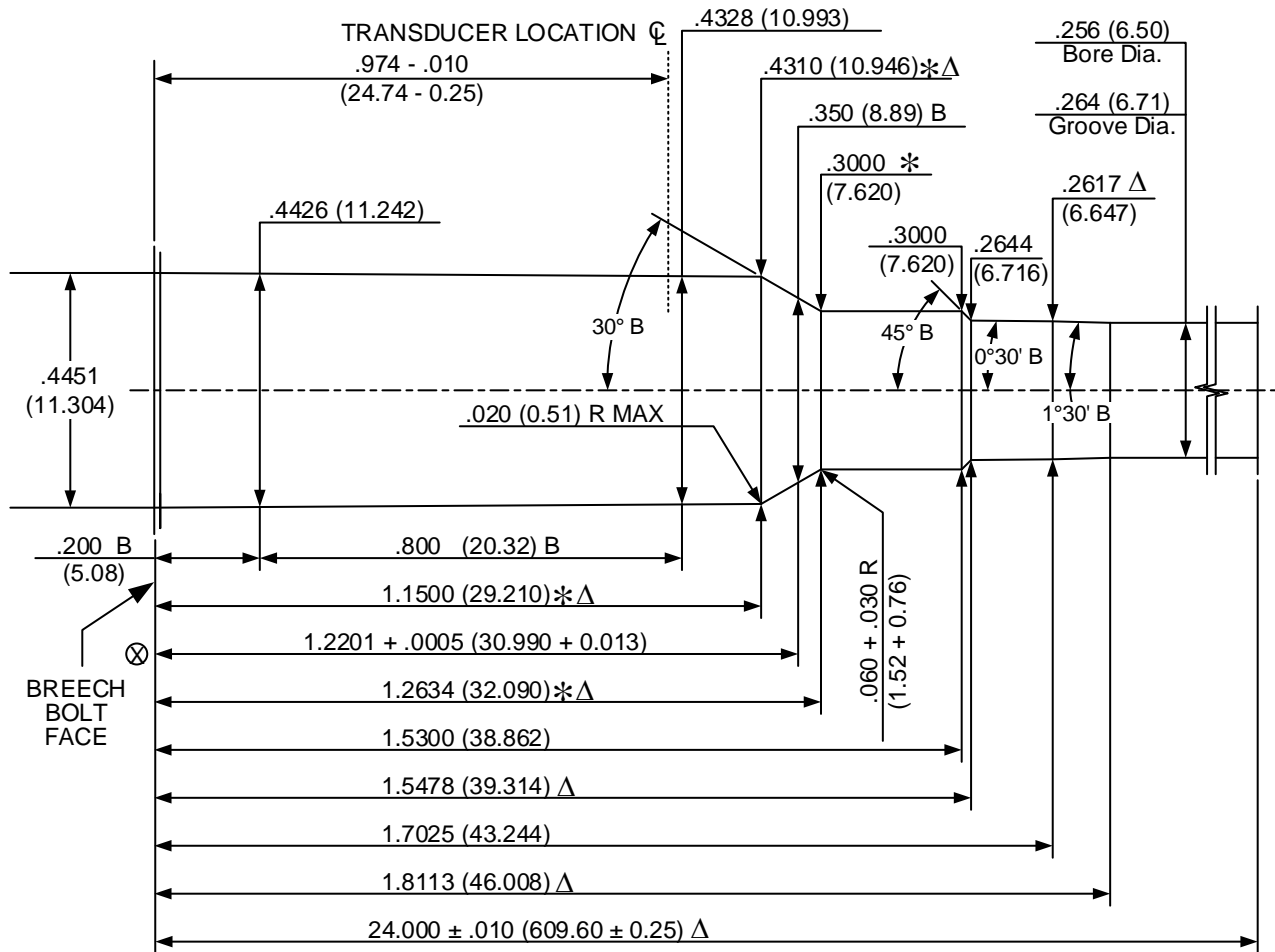 TRANSDUCER LOCATION ℄
.974 - .010
(24.74 - 0.25)
.4328 (10.993)
.4310 (10.946)✻Δ
.350 (8.89) B
.3000 ✻
(7.620)
.256 (6.50)
Bore Dia.
.264 (6.71)
Groove Dia.
.2617 Δ
(6.647)
.4426 (11.242)
.3000
(7.620)
.2644
(6.716)
30° B
45° B
0°30' B
1°30' B
.4451
(11.304)
.020 (0.51) R MAX
.200 B
(5.08)
.800 (20.32) B
1.1500 (29.210)✻Δ
1.2201 + .0005 (30.990 + 0.013)
1.2634 (32.090)✻Δ
.060 + .030 R
(1.52 + 0.76)
⊗
BREECH
BOLT
FACE
1.5300 (38.862)
1.5478 (39.314) Δ
1.7025 (43.244)
1.8113 (46.008) Δ
24.000 ± .010 (609.60 ± 0.25) Δ